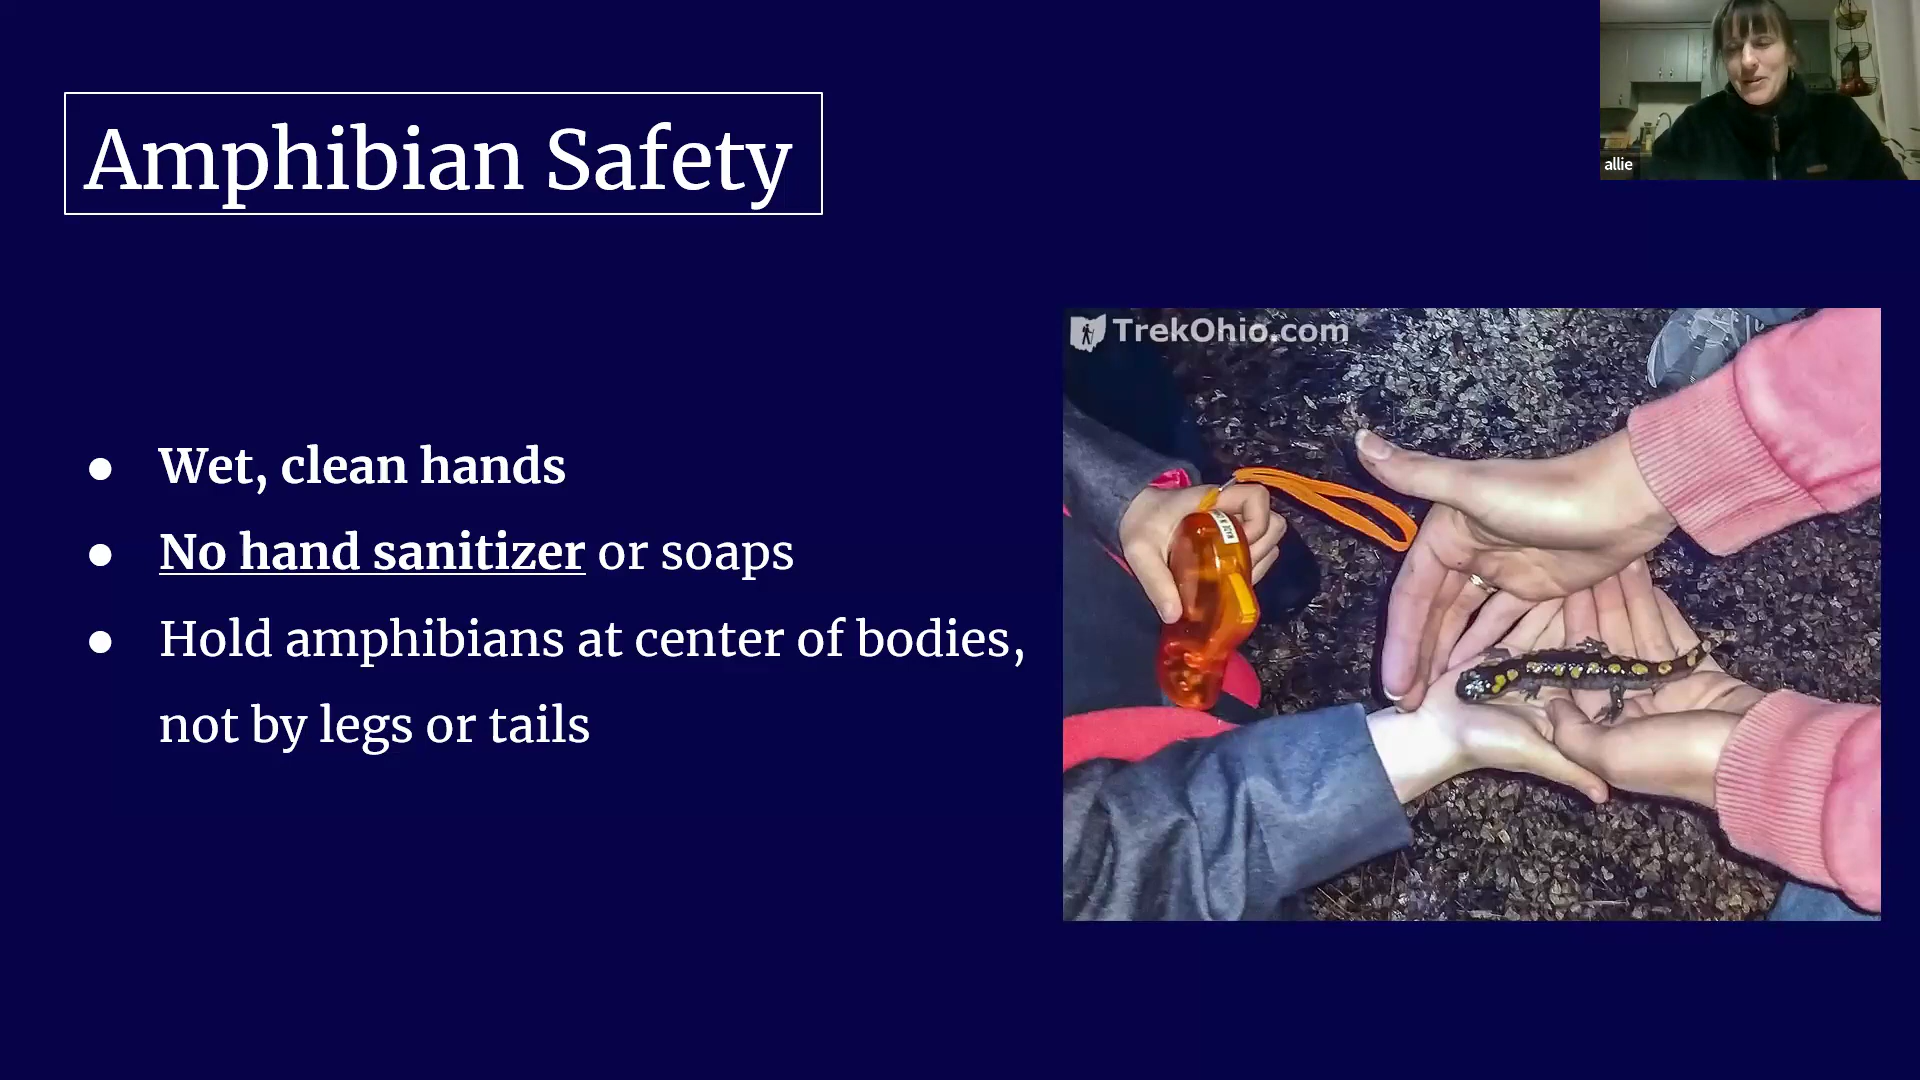 Amphibian Safety
allie
TrekOhio.com
● Wet, clean hands
● No hand sanitizer or soaps
● Hold amphibians at center of bodies,
not by legs or tails